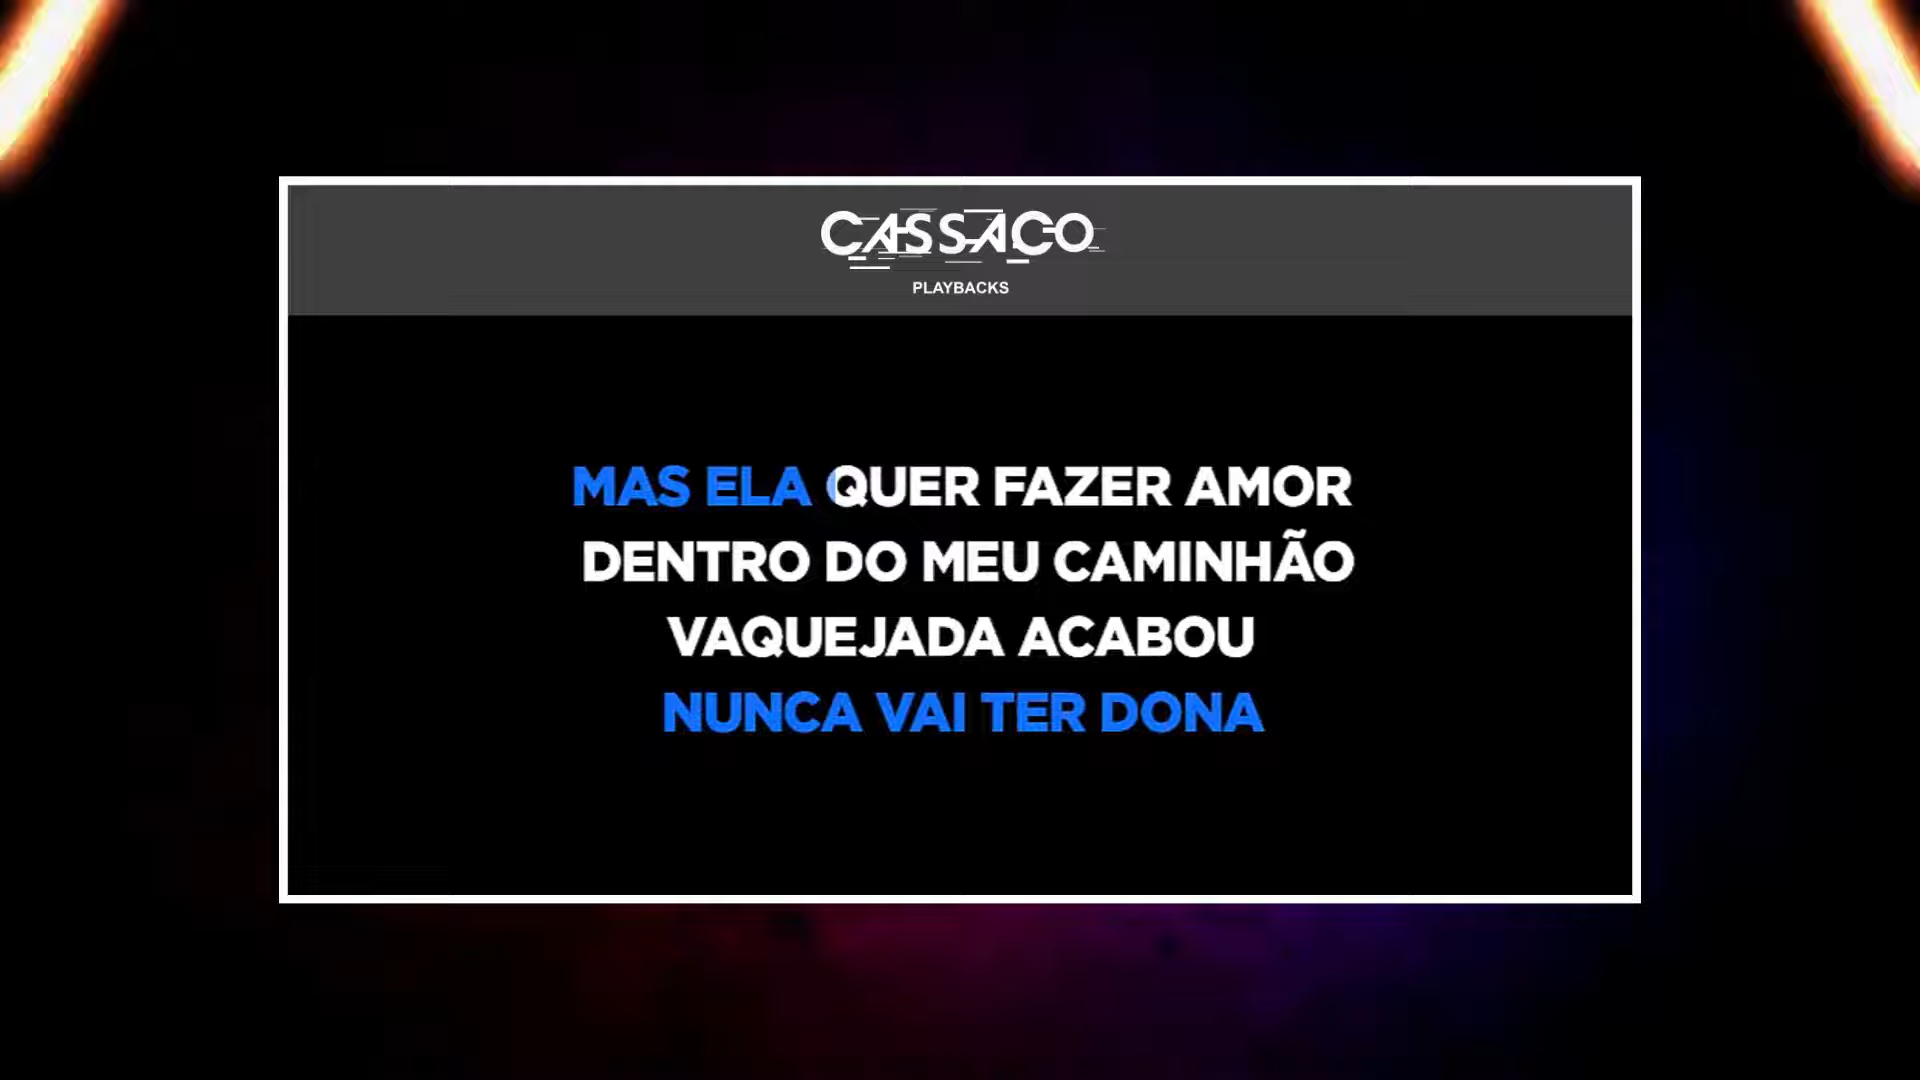 CASSACO
PLAYBACKS
MAS ELA QUER FAZER AMOR
DENTRO DO MEU CAMINHÃO
VAQUEJADA ACABOU
NUNCA VAI TER DONA